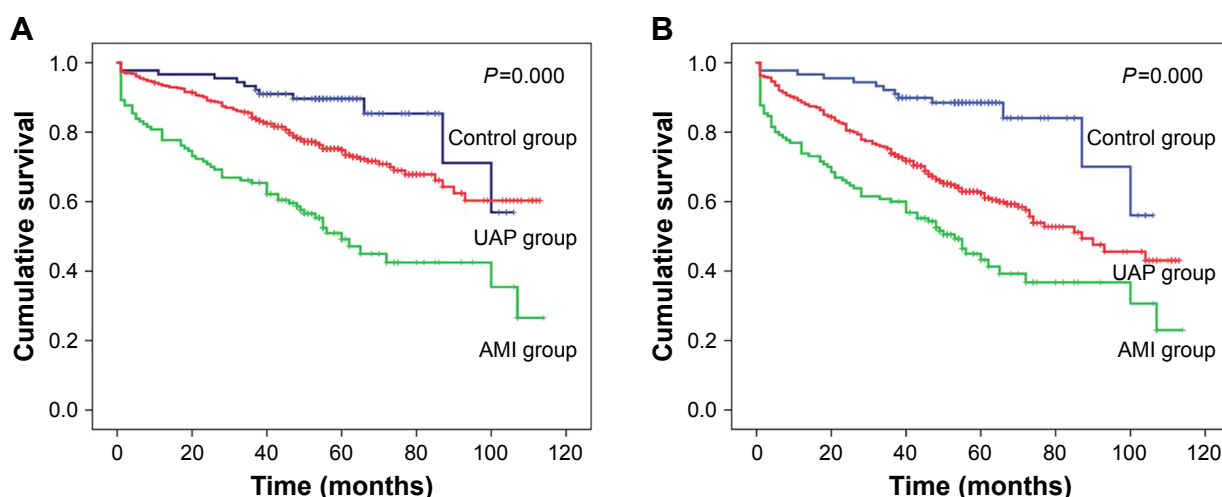 A
P=0.000
Control group
UAP group
AMI group
Cumulative survival
1.0
0.8
0.6
0.4
0.2
0.0
0 20 40 60 80 100 120
Time (months)
B
P=0.000
Control group
UAP group
AMI group
Cumulative survival
1.0
0.8
0.6
0.4
0.2
0.0
0 20 40 60 80 100 120
Time (months)